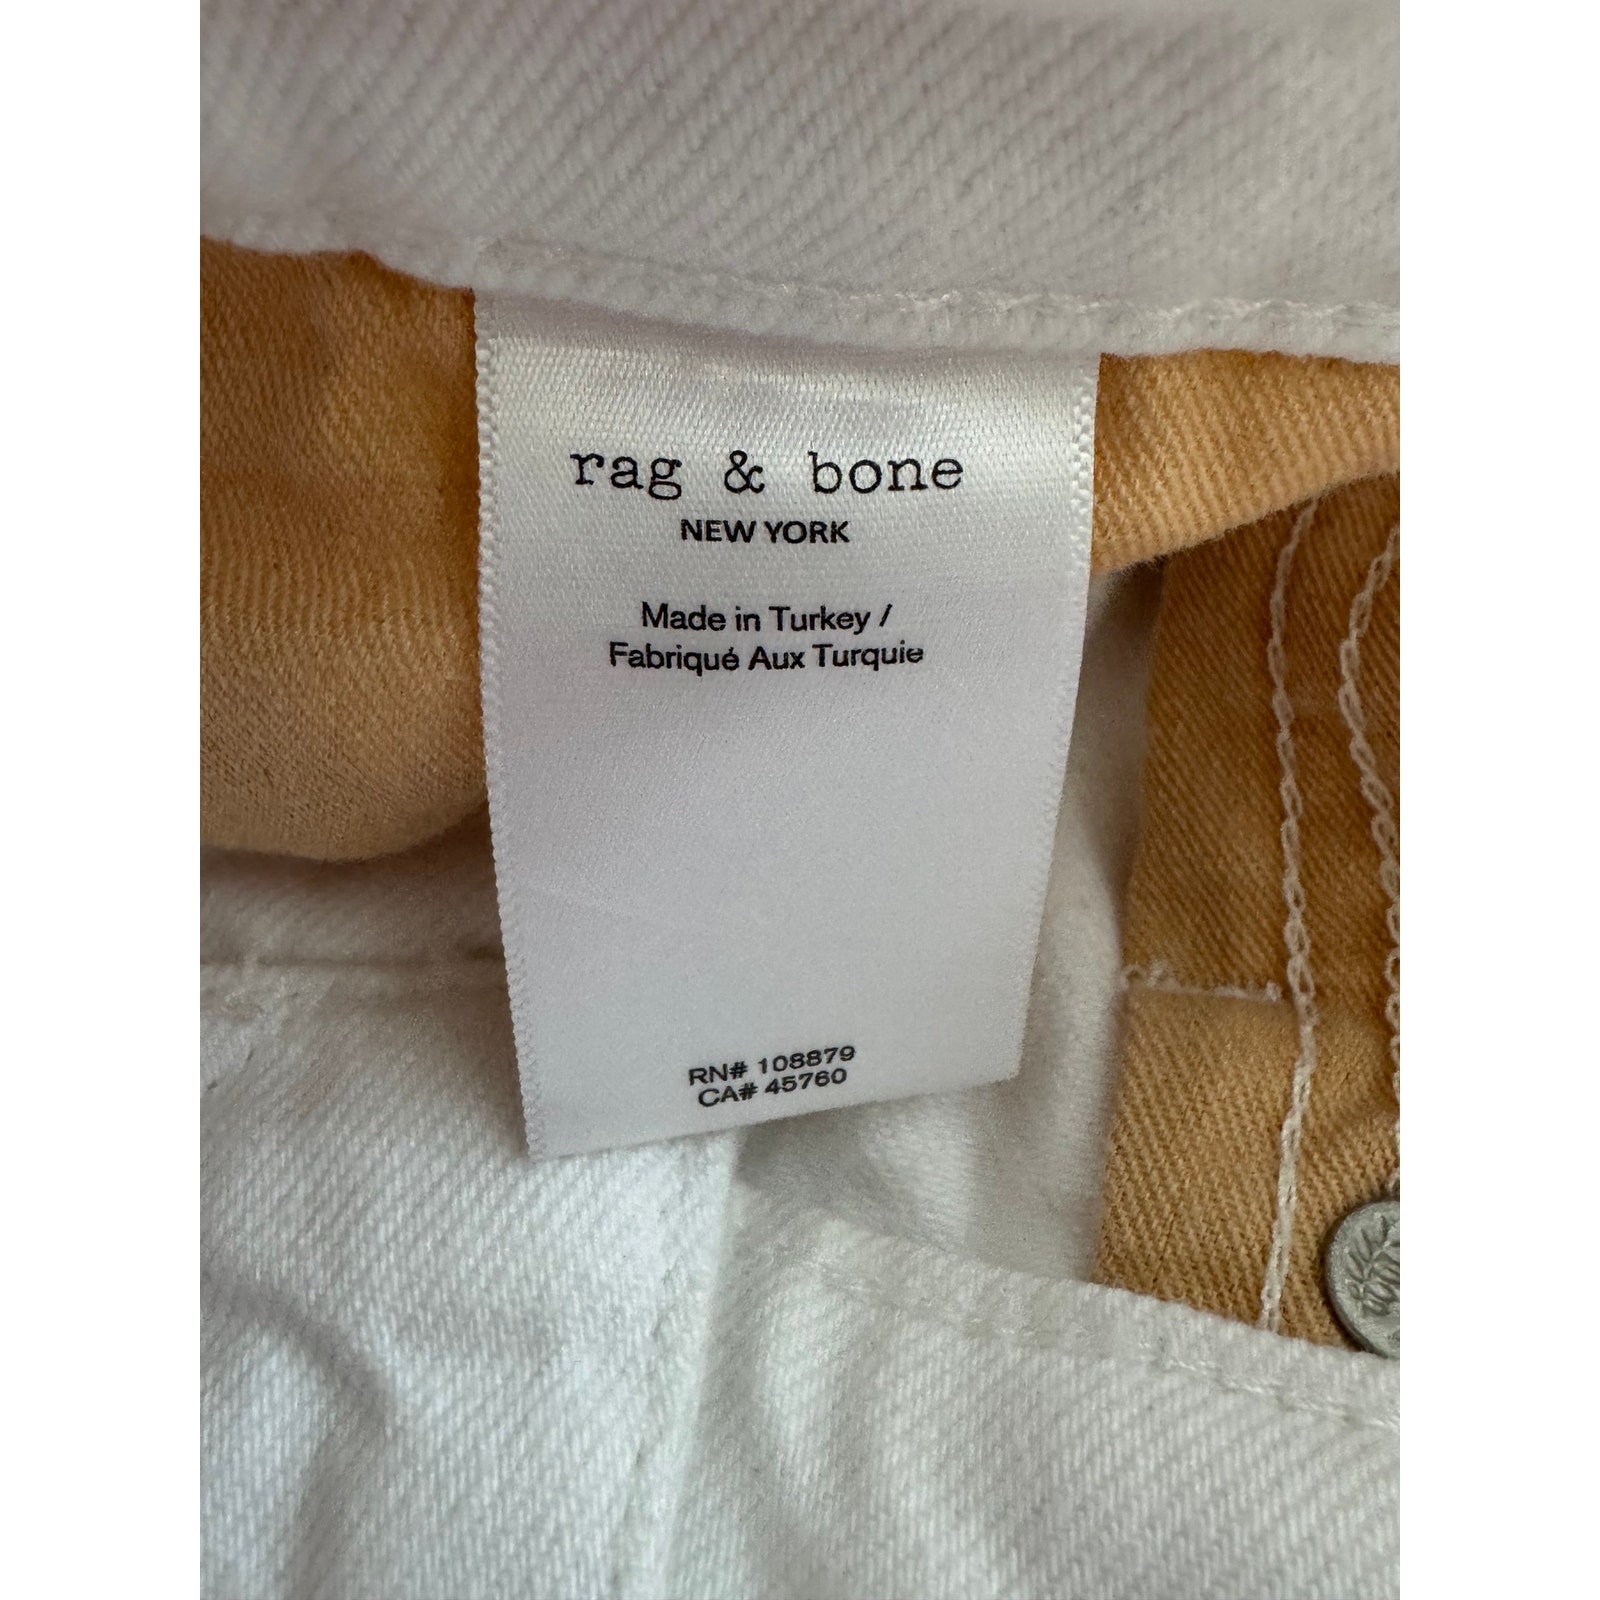 rag & bone
NEW YORK
Made in Turkey /
Fabriqué Aux Turquie
RN# 108879
CA# 45760